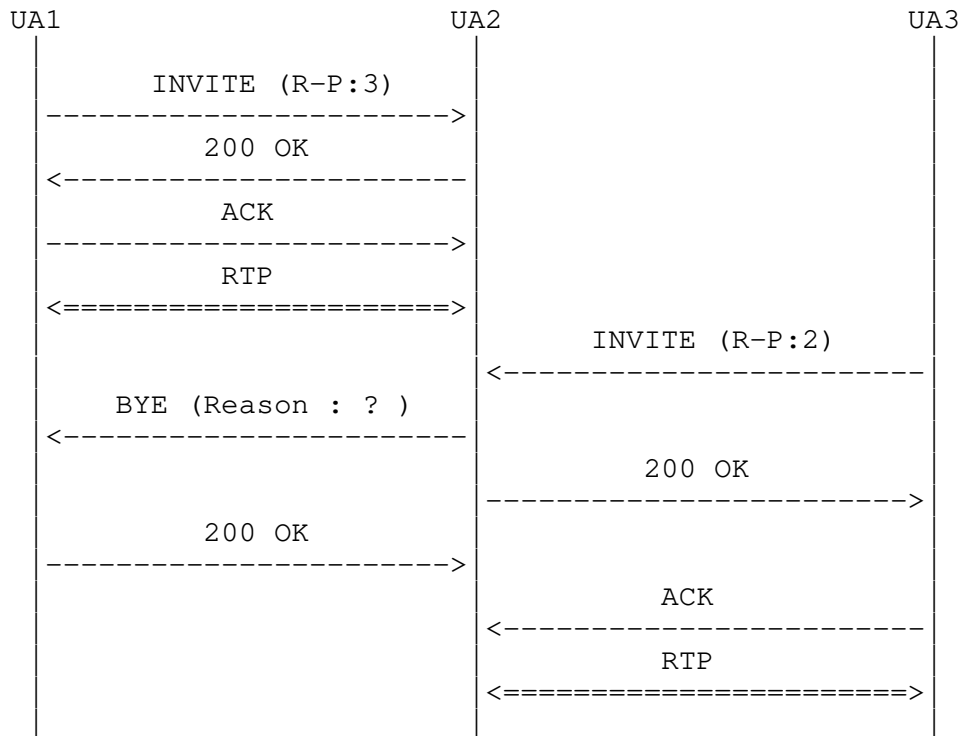 UA1 UA2 UA3
INVITE (R-P:3)
----------------------->
200 OK
<-----------------------
ACK
----------------------->
RTP
<======================>
INVITE (R-P:2)
<------------------------
BYE (Reason : ? )
<-----------------------
200 OK
------------------------>
200 OK
----------------------->
ACK
<------------------------
RTP
<=======================>